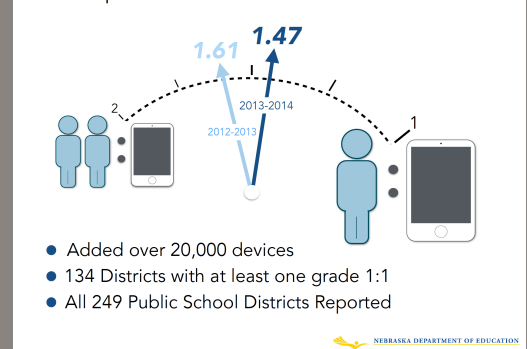 1.61
1.47
2
2013-2014
2012-2013
1
Added over 20,000 devices
134 Districts with at least one grade 1:1
All 249 Public School Districts Reported
NEBRASKA DEPARTMENT OF EDUCATION